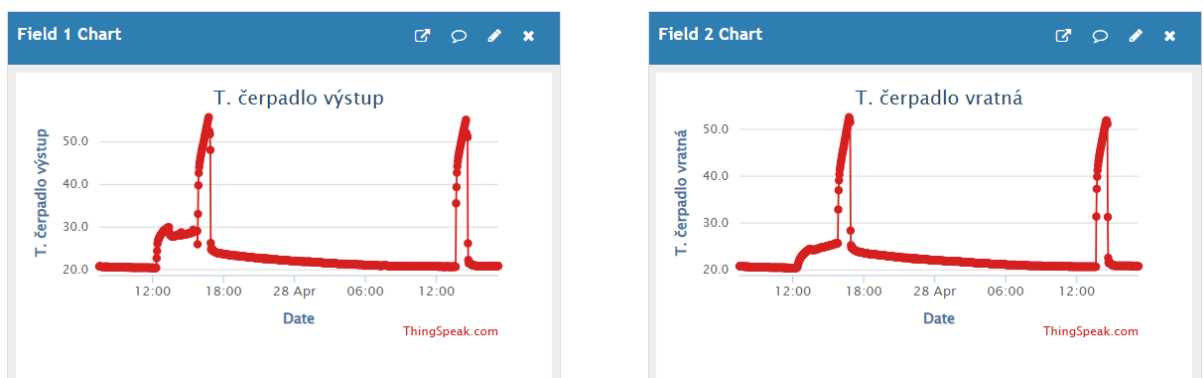 Field 1 Chart
T. čerpadlo výstup
T. čerpadlo výstup
50.0
40.0
30.0
20.0
12:00 18:00 28 Apr 06:00 12:00
Date
ThingSpeak.com
Field 2 Chart
T. čerpadlo vratná
T. čerpadlo vratná
50.0
40.0
30.0
20.0
12:00 18:00 28 Apr 06:00 12:00
Date
ThingSpeak.com